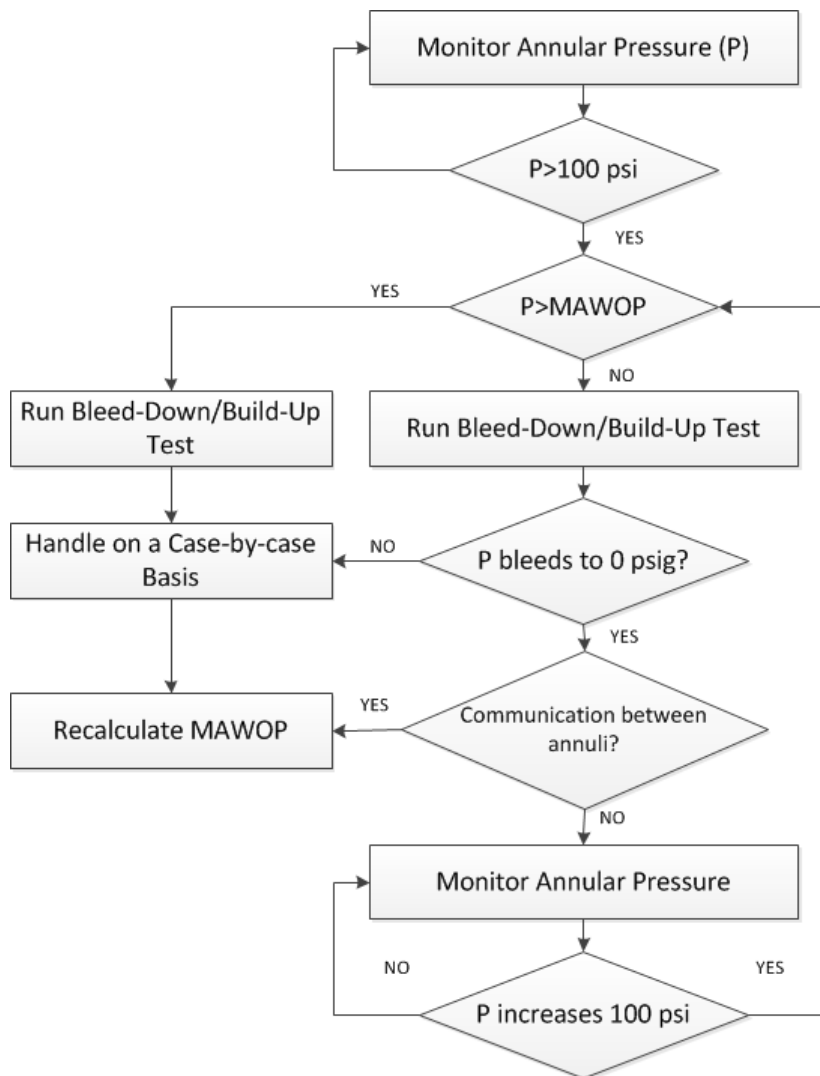 Monitor Annular Pressure (P)
P>100 psi
YES
YES
P>MAWOP
NO
Run Bleed-Down/Build-Up
Test
Run Bleed-Down/Build-Up Test
Handle on a Case-by-case
Basis
NO
P bleeds to 0 psig?
YES
Recalculate MAWOP
YES
Communication between
annuli?
NO
Monitor Annular Pressure
NO
YES
P increases 100 psi